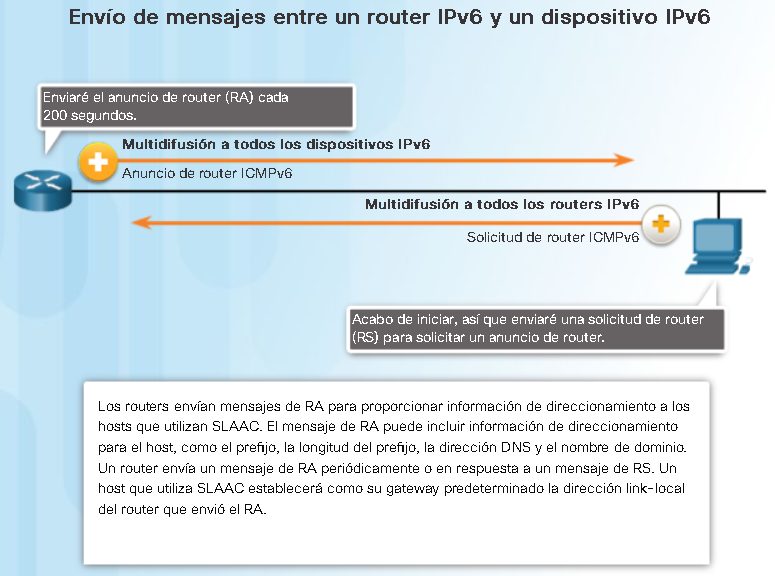 Envío de mensajes entre un router IPv6 y un dispositivo IPv6
Enviaré el anuncio de router (RA) cada
200 segundos.
Multidifusión a todos los dispositivos IPv6
Anuncio de router ICMPv6
Multidifusión a todos los routers IPv6
Solicitud de router ICMPv6
Acabo de iniciar, así que enviaré una solicitud de router
(RS) para solicitar un anuncio de router.
Los routers envían mensajes de RA para proporcionar información de direccionamiento a los
hosts que utilizan SLAAC. El mensaje de RA puede incluir información de direccionamiento
para el host, como el prefijo, la longitud del prefijo, la dirección DNS y el nombre de dominio.
Un router envía un mensaje de RA periódicamente o en respuesta a un mensaje de RS. Un
host que utiliza SLAAC establecerá como su gateway predeterminado la dirección link-local
del router que envió el RA.